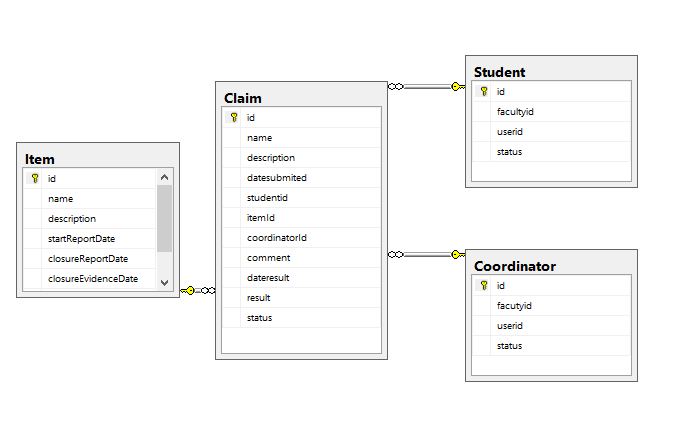 Item
id
name
description
startReportDate
closureReportDate
closureEvidenceDate
Claim
id
name
description
datesubmited
studentid
itemId
coordinatorId
comment
dateresult
result
status
Student
id
facultyid
userid
status
Coordinator
id
facutyid
userid
status